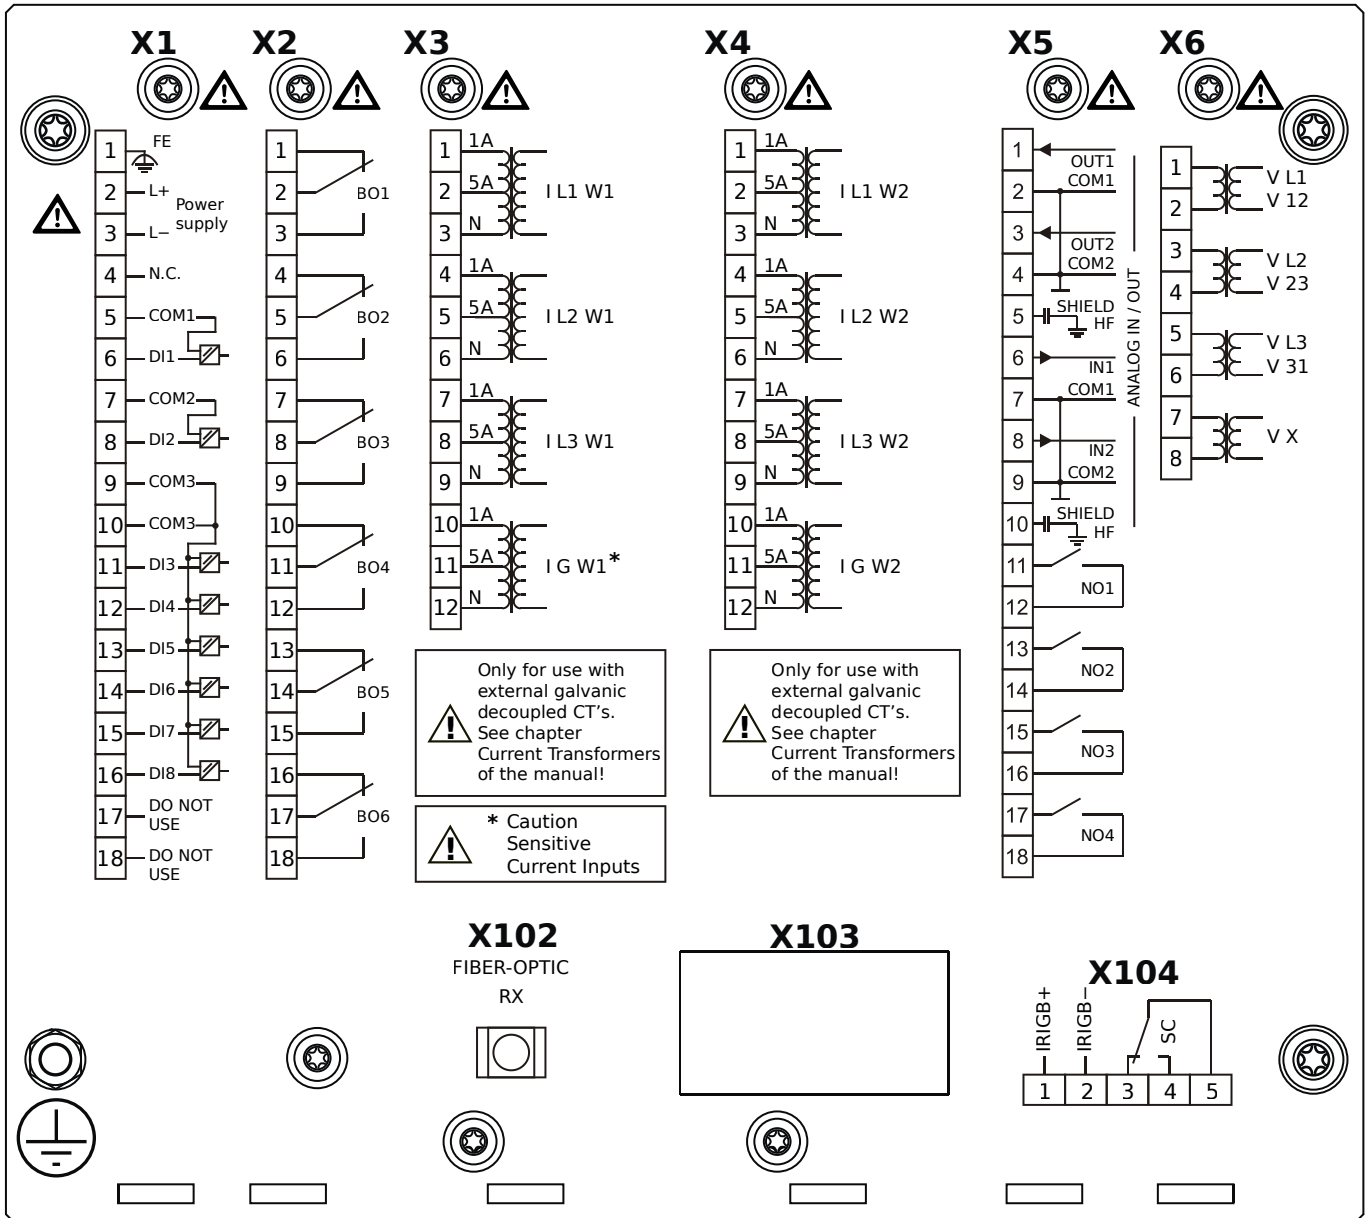 X1
X2
X3
X4
X5
X6
1 FE
2 L+
Power
supply
3 L−
4 N.C.
5 COM1
6 DI1
7 COM2
8 DI2
9 COM3
10 COM3
11 DI3
12 DI4
13 DI5
14 DI6
15 DI7
16 DI8
17 DO NOT
USE
18 DO NOT
USE
1
2 BO1
3
4
5 BO2
6
7
8 BO3
9
10
11 BO4
12
13
14 BO5
15
16
17 BO6
18
1 1A
2 5A I L1 W1
3 N
4 1A
5 5A I L2 W1
6 N
7 1A
8 5A I L3 W1
9 N
10 1A
11 5A I G W1*
12 N
Only for use with
external galvanic
decoupled CT's.
See chapter
Current Transformers
of the manual!
* Caution
Sensitive
Current Inputs
1 1A
2 5A I L1 W2
3 N
4 1A
5 5A I L2 W2
6 N
7 1A
8 5A I L3 W2
9 N
10 1A
11 5A I G W2
12 N
Only for use with
external galvanic
decoupled CT's.
See chapter
Current Transformers
of the manual!
1 OUT1
2 COM1
3 OUT2
4 COM2
5 SHIELD
HF
6 IN1
7 COM1
8 IN2
9 COM2
10 SHIELD
HF
ANALOG IN / OUT
11
NO1
12
13
NO2
14
15
NO3
16
17
NO4
18
1 V L1
2 V 12
3 V L2
4 V 23
5 V L3
6 V 31
7
V X
8
X102
FIBER-OPTIC
RX
X103
X104
IRIGB+
IRIGB−
SC
1 2 3 4 5